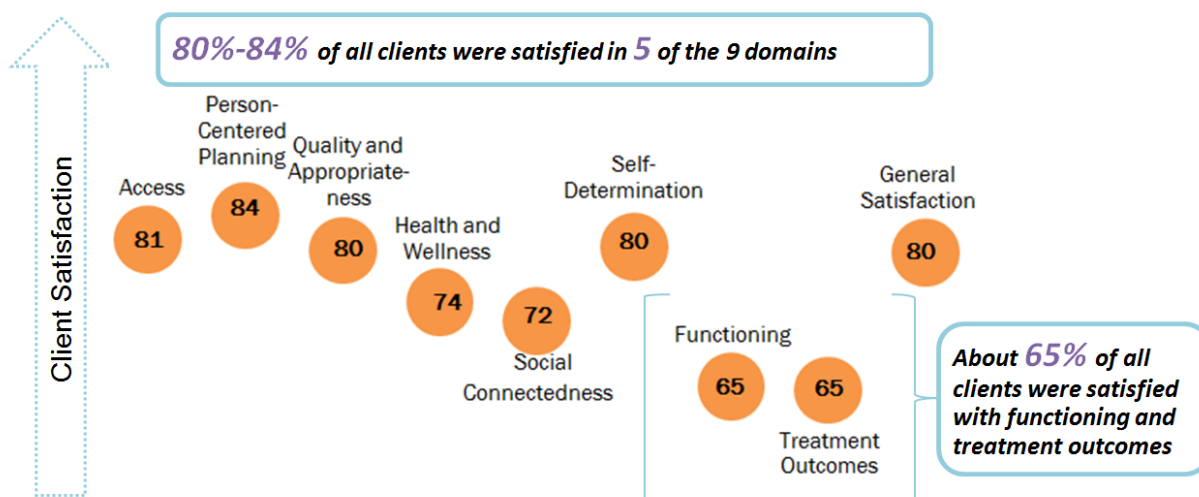 80%-84% of all clients were satisfied in 5 of the 9 domains
Client Satisfaction
Access
81
Person-
Centered
Planning
84
Quality and
Appropriate-
ness
80
Health and
Wellness
74
72
Social
Connectedness
Self-
Determination
80
Functioning
65
65
Treatment
Outcomes
General
Satisfaction
80
About 65% of all
clients were satisfied
with functioning and
treatment outcomes